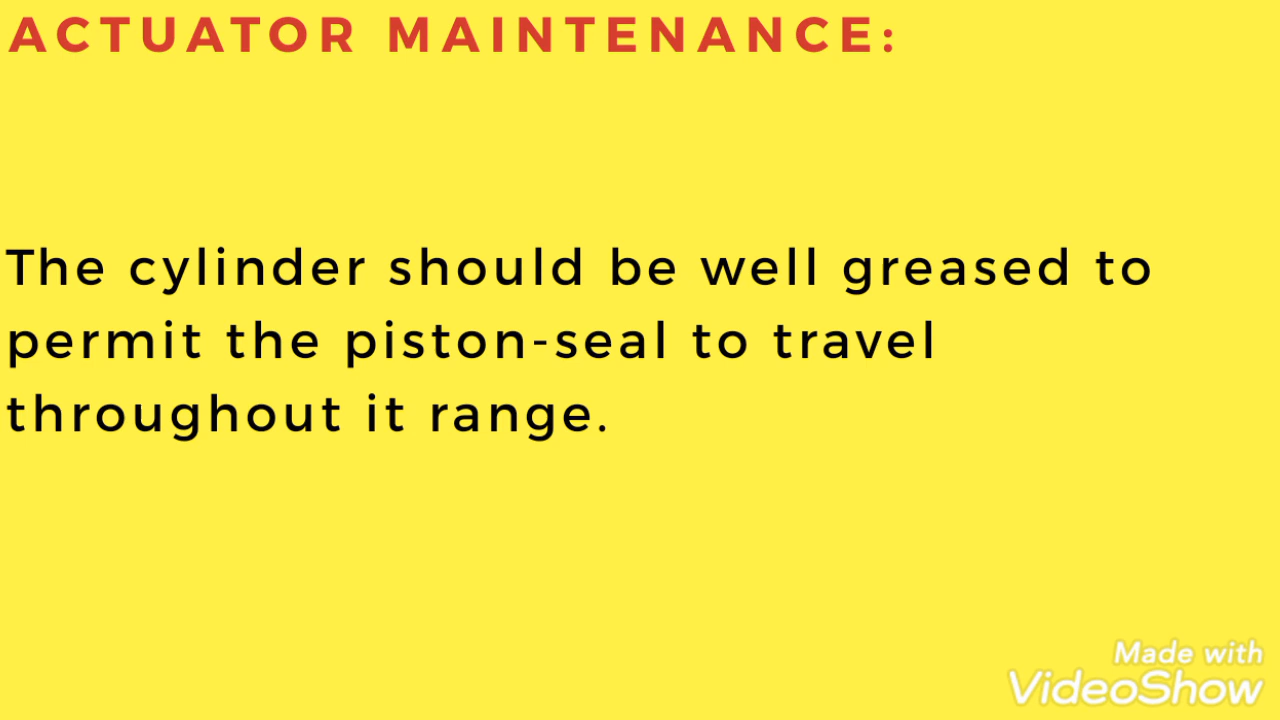 ACTUATOR MAINTENANCE:
The cylinder should be well greased to
permit the piston-seal to travel
throughout it range.
Made with
VideoShow